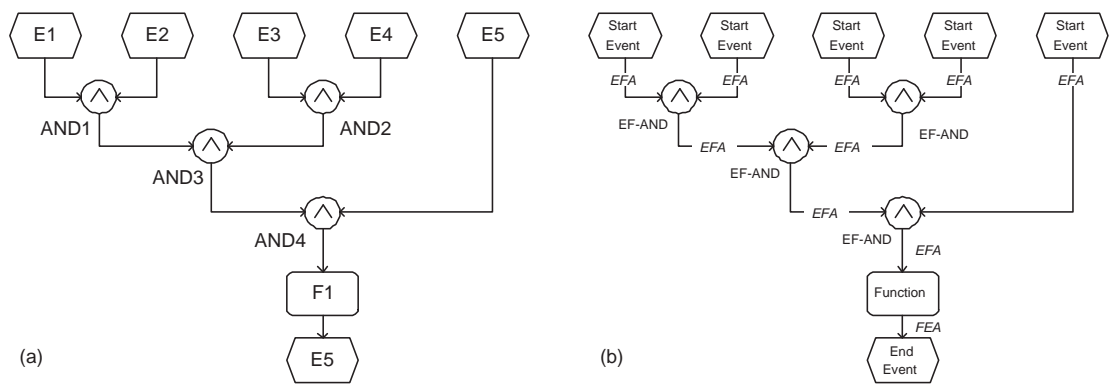 E1
E2
E3
E4
E5
AND1
AND2
AND3
AND4
F1
E5
(a)
Start
Event
Start
Event
Start
Event
Start
Event
Start
Event
EFA
EFA
EFA
EFA
EFA
EF-AND
EF-AND
EFA
EFA
EF-AND
EFA
EF-AND
EFA
Function
FEA
End
Event
(b)